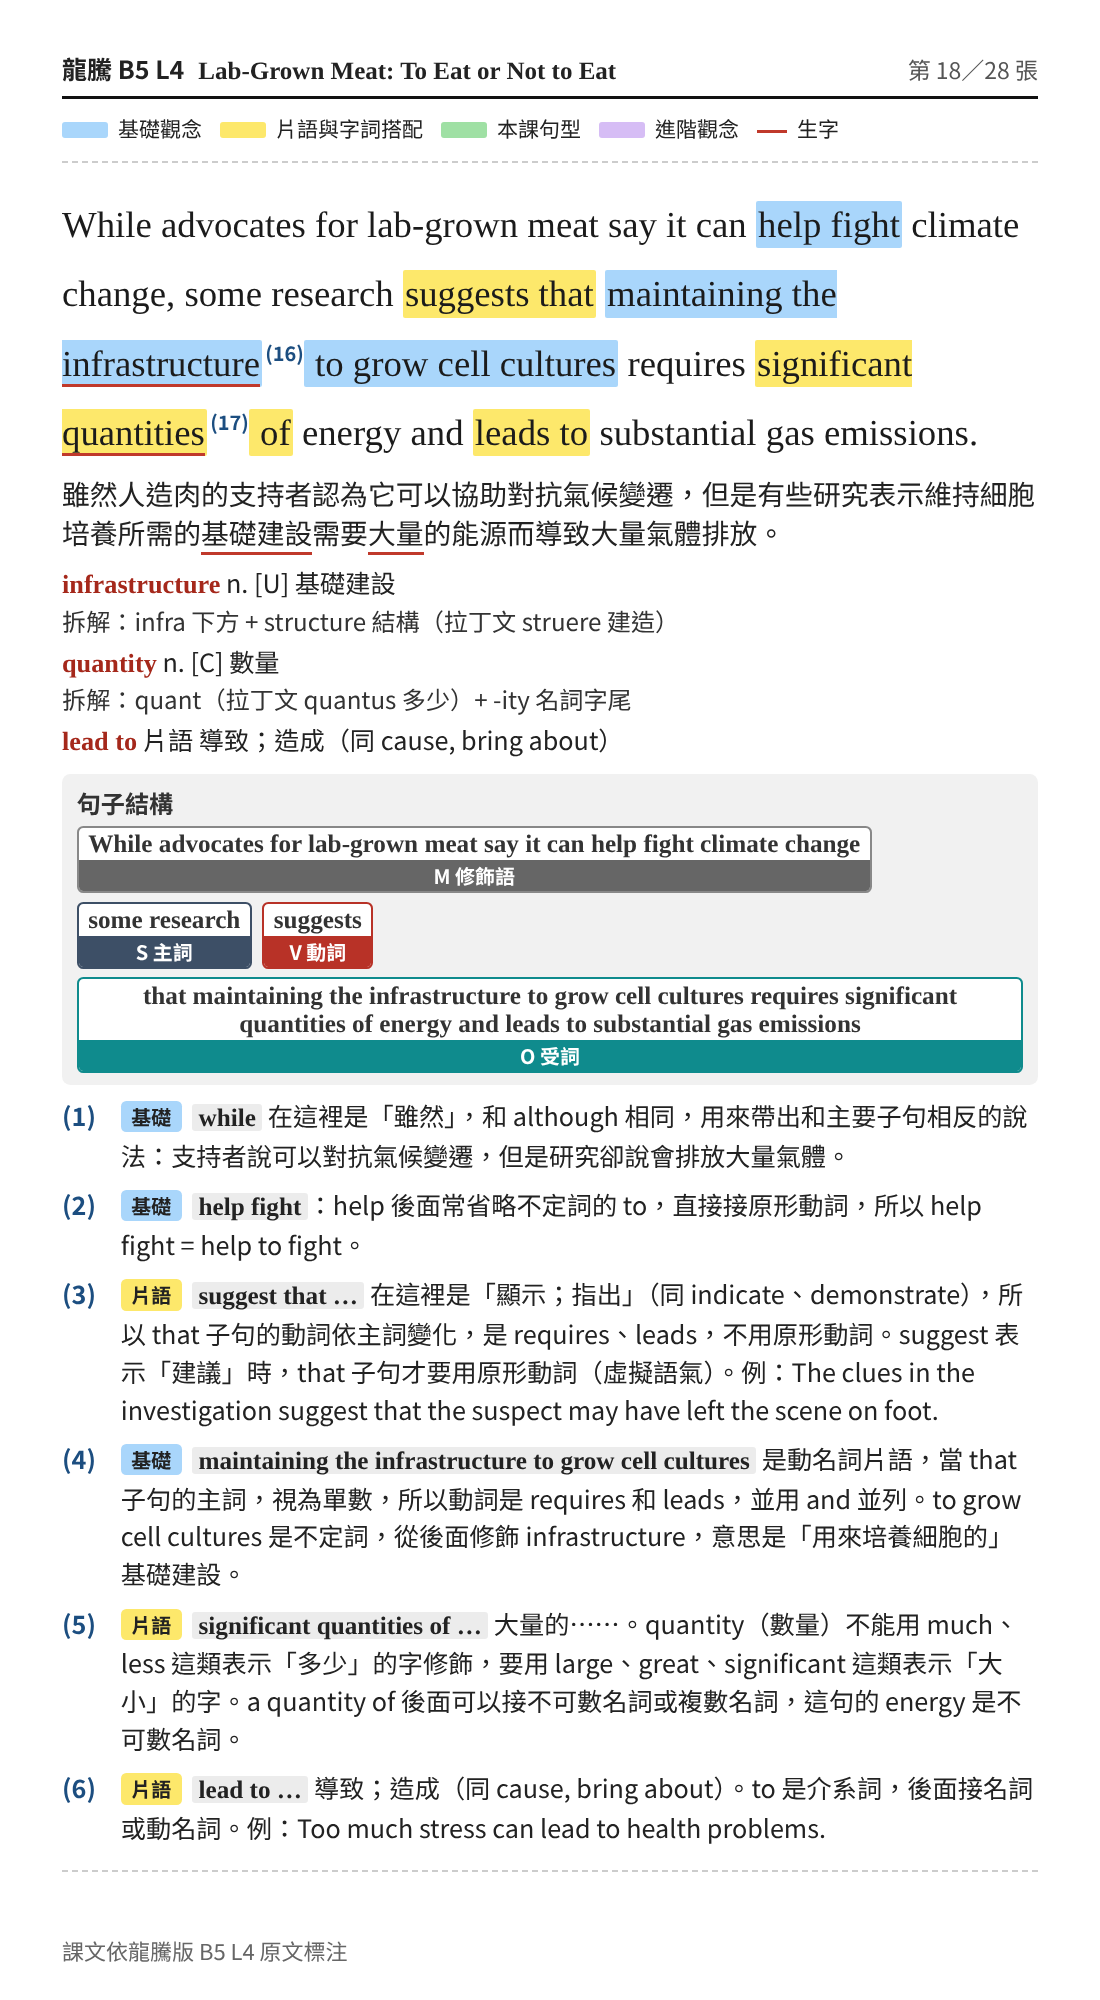 龍騰 B5 L4 Lab-Grown Meat: To Eat or Not to Eat
第 18／28 張
基礎觀念 片語與字詞搭配 本課句型 進階觀念 生字
While advocates for lab-grown meat say it can help fight climate
change, some research suggests that maintaining the
infrastructure(16) to grow cell cultures requires significant
quantities(17) of energy and leads to substantial gas emissions.
雖然人造肉的支持者認為它可以協助對抗氣候變遷，但是有些研究表示維持細胞
培養所需的基礎建設需要大量的能源而導致大量氣體排放。
infrastructure n. [U] 基礎建設
拆解：infra 下方 + structure 結構（拉丁文 struere 建造）
quantity n. [C] 數量
拆解：quant（拉丁文 quantus 多少）+ -ity 名詞字尾
lead to 片語 導致；造成（同 cause, bring about）
句子結構
While advocates for lab-grown meat say it can help fight climate change
M 修飾語
some research suggests
S 主詞 V 動詞
that maintaining the infrastructure to grow cell cultures requires significant
quantities of energy and leads to substantial gas emissions
O 受詞
(1) 基礎 while 在這裡是「雖然」，和 although 相同，用來帶出和主要子句相反的說
法：支持者說可以對抗氣候變遷，但是研究卻說會排放大量氣體。
(2) 基礎 help fight：help 後面常省略不定詞的 to，直接接原形動詞，所以 help
fight = help to fight。
(3) 片語 suggest that … 在這裡是「顯示；指出」（同 indicate、demonstrate），所
以 that 子句的動詞依主詞變化，是 requires、leads，不用原形動詞。suggest 表
示「建議」時，that 子句才要用原形動詞（虛擬語氣）。例：The clues in the
investigation suggest that the suspect may have left the scene on foot.
(4) 基礎 maintaining the infrastructure to grow cell cultures 是動名詞片語，當 that
子句的主詞，視為單數，所以動詞是 requires 和 leads，並用 and 並列。to grow
cell cultures 是不定詞，從後面修飾 infrastructure，意思是「用來培養細胞的」
基礎建設。
(5) 片語 significant quantities of … 大量的……。quantity（數量）不能用 much、
less 這類表示「多少」的字修飾，要用 large、great、significant 這類表示「大
小」的字。a quantity of 後面可以接不可數名詞或複數名詞，這句的 energy 是不
可數名詞。
(6) 片語 lead to … 導致；造成（同 cause, bring about）。to 是介系詞，後面接名詞
或動名詞。例：Too much stress can lead to health problems.
課文依龍騰版 B5 L4 原文標注